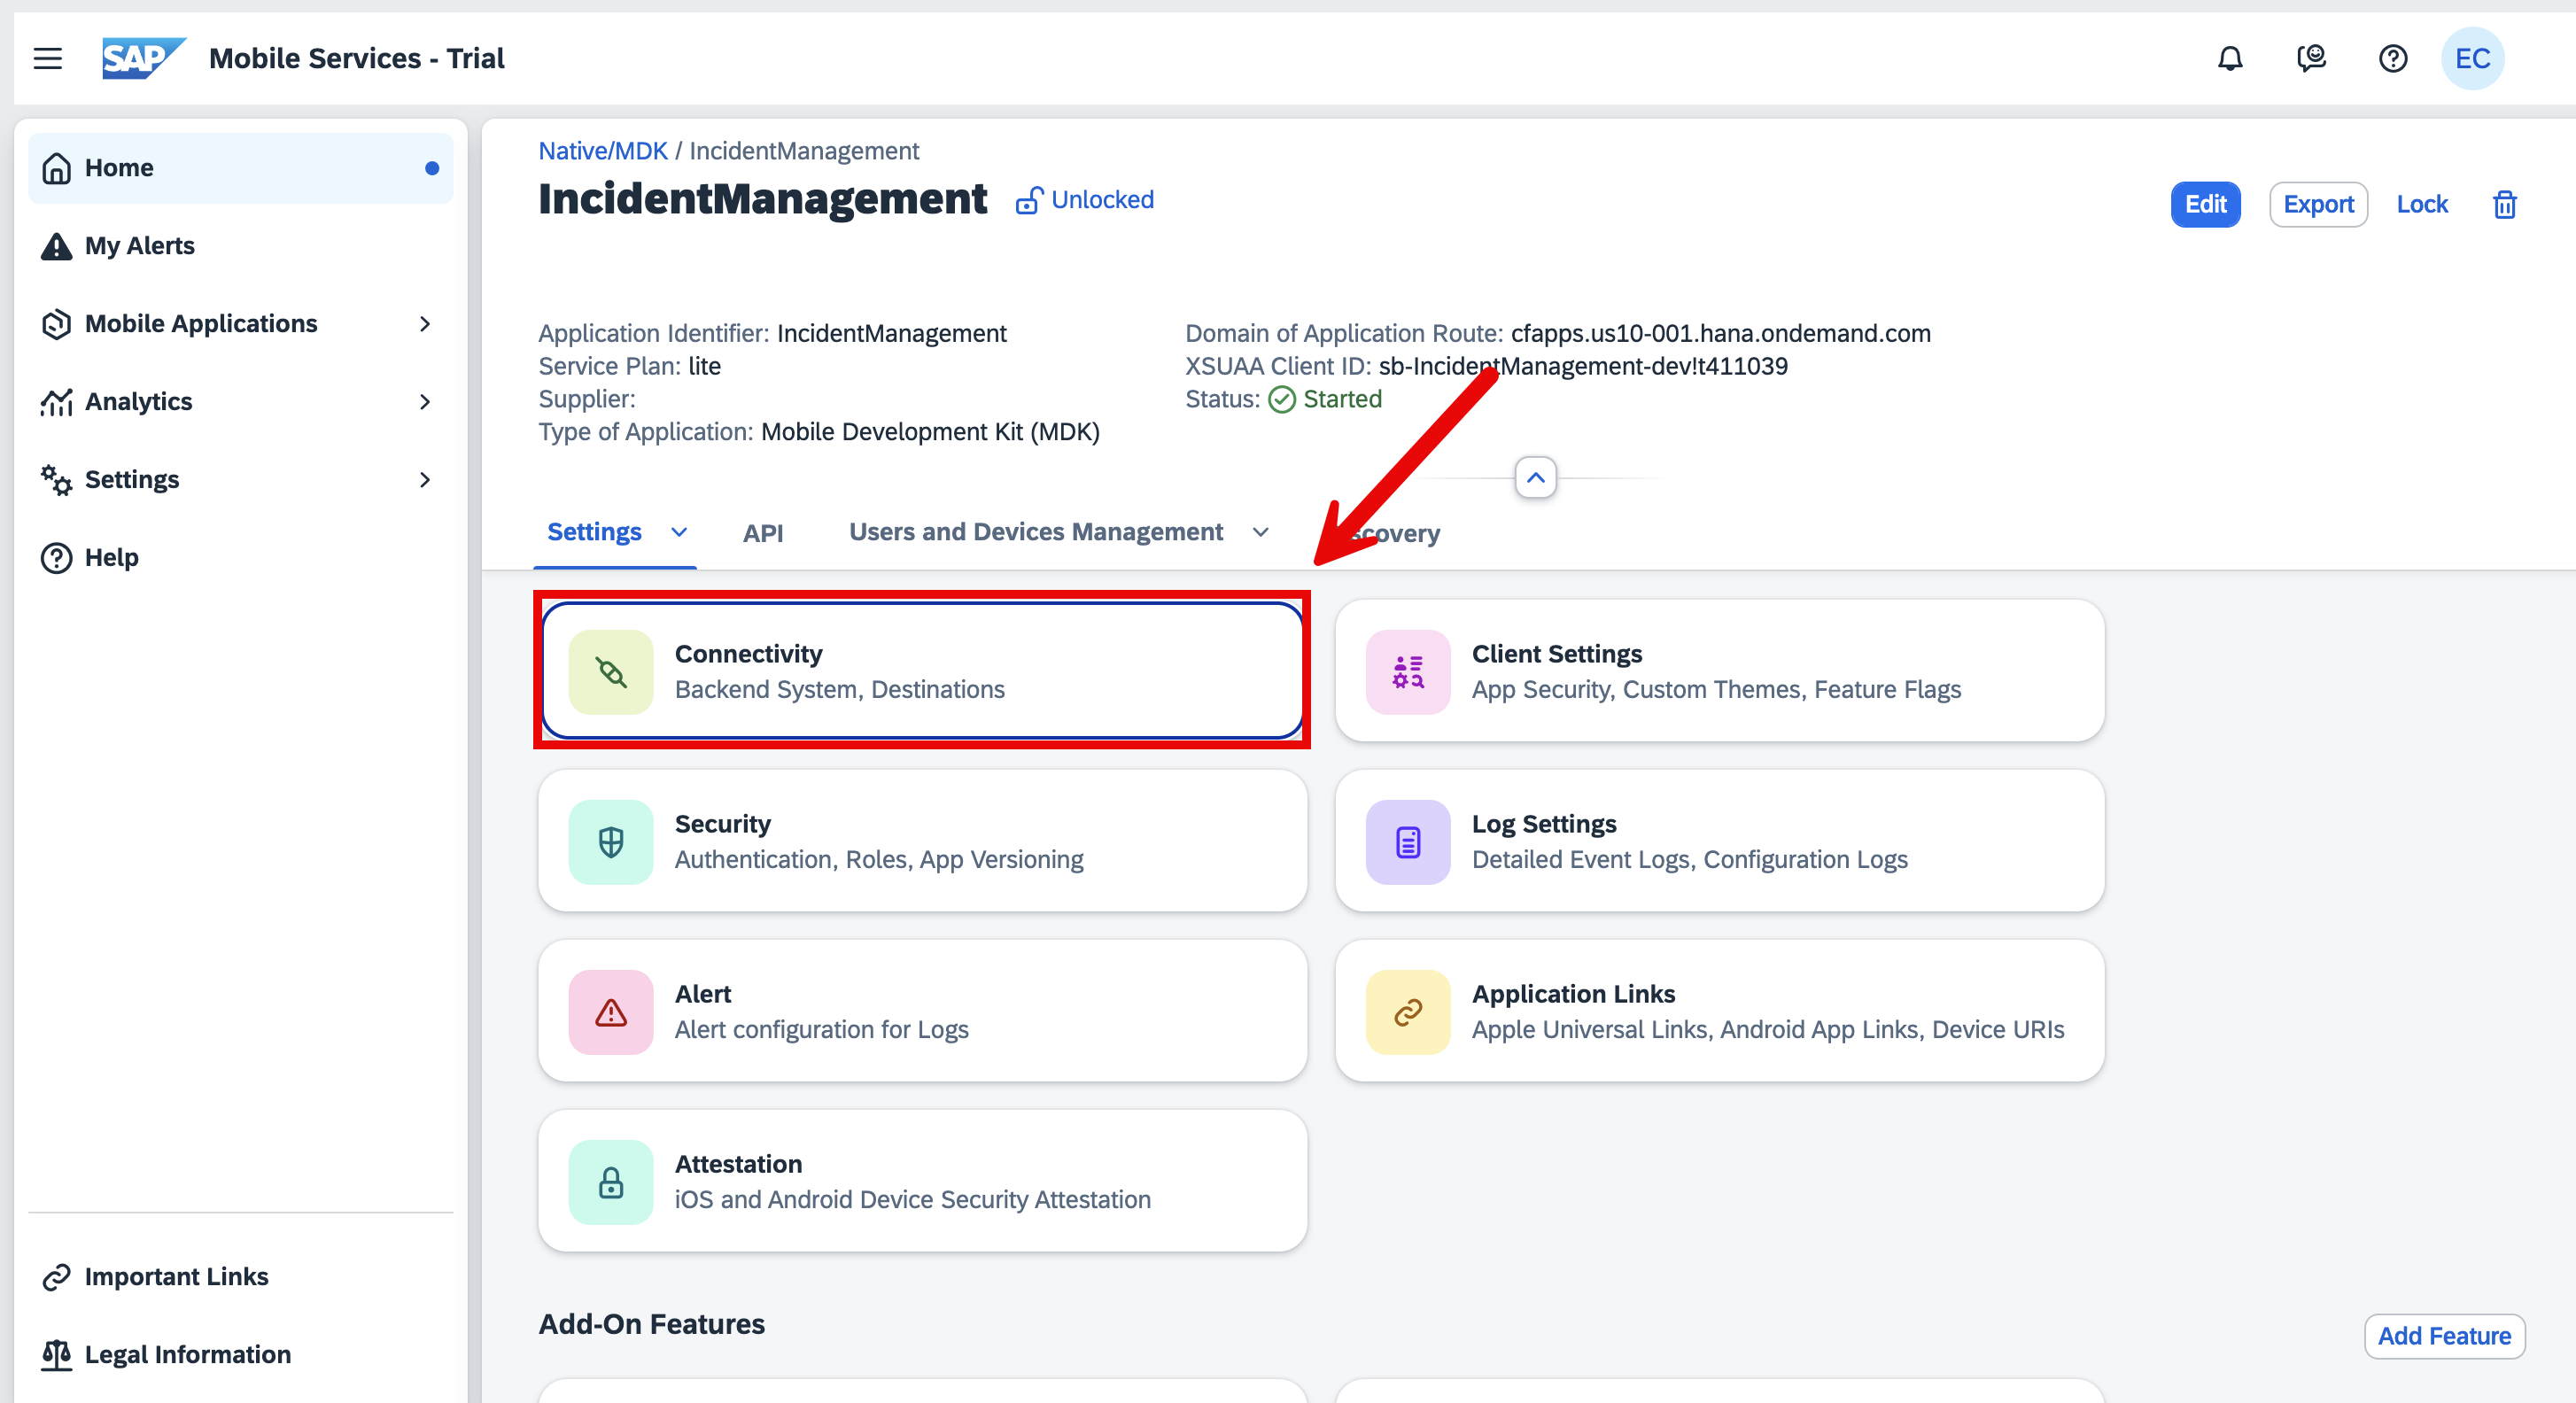 SAP Mobile Services - Trial
EC
Home
My Alerts
Mobile Applications
Analytics
Settings
Help
Important Links
Legal Information
Native/MDK / IncidentManagement
IncidentManagement Unlocked
Edit Export Lock
Application Identifier: IncidentManagement
Service Plan: lite
Supplier:
Type of Application: Mobile Development Kit (MDK)
Domain of Application Route: cfapps.us10-001.hana.ondemand.com
XSUAA Client ID: sb-IncidentManagement-dev!t411039
Status: Started
Settings API Users and Devices Management
Connectivity
Backend System, Destinations
Client Settings
App Security, Custom Themes, Feature Flags
Security
Authentication, Roles, App Versioning
Log Settings
Detailed Event Logs, Configuration Logs
Alert
Alert configuration for Logs
Application Links
Apple Universal Links, Android App Links, Device URIs
Attestation
iOS and Android Device Security Attestation
Add-On Features
Add Feature